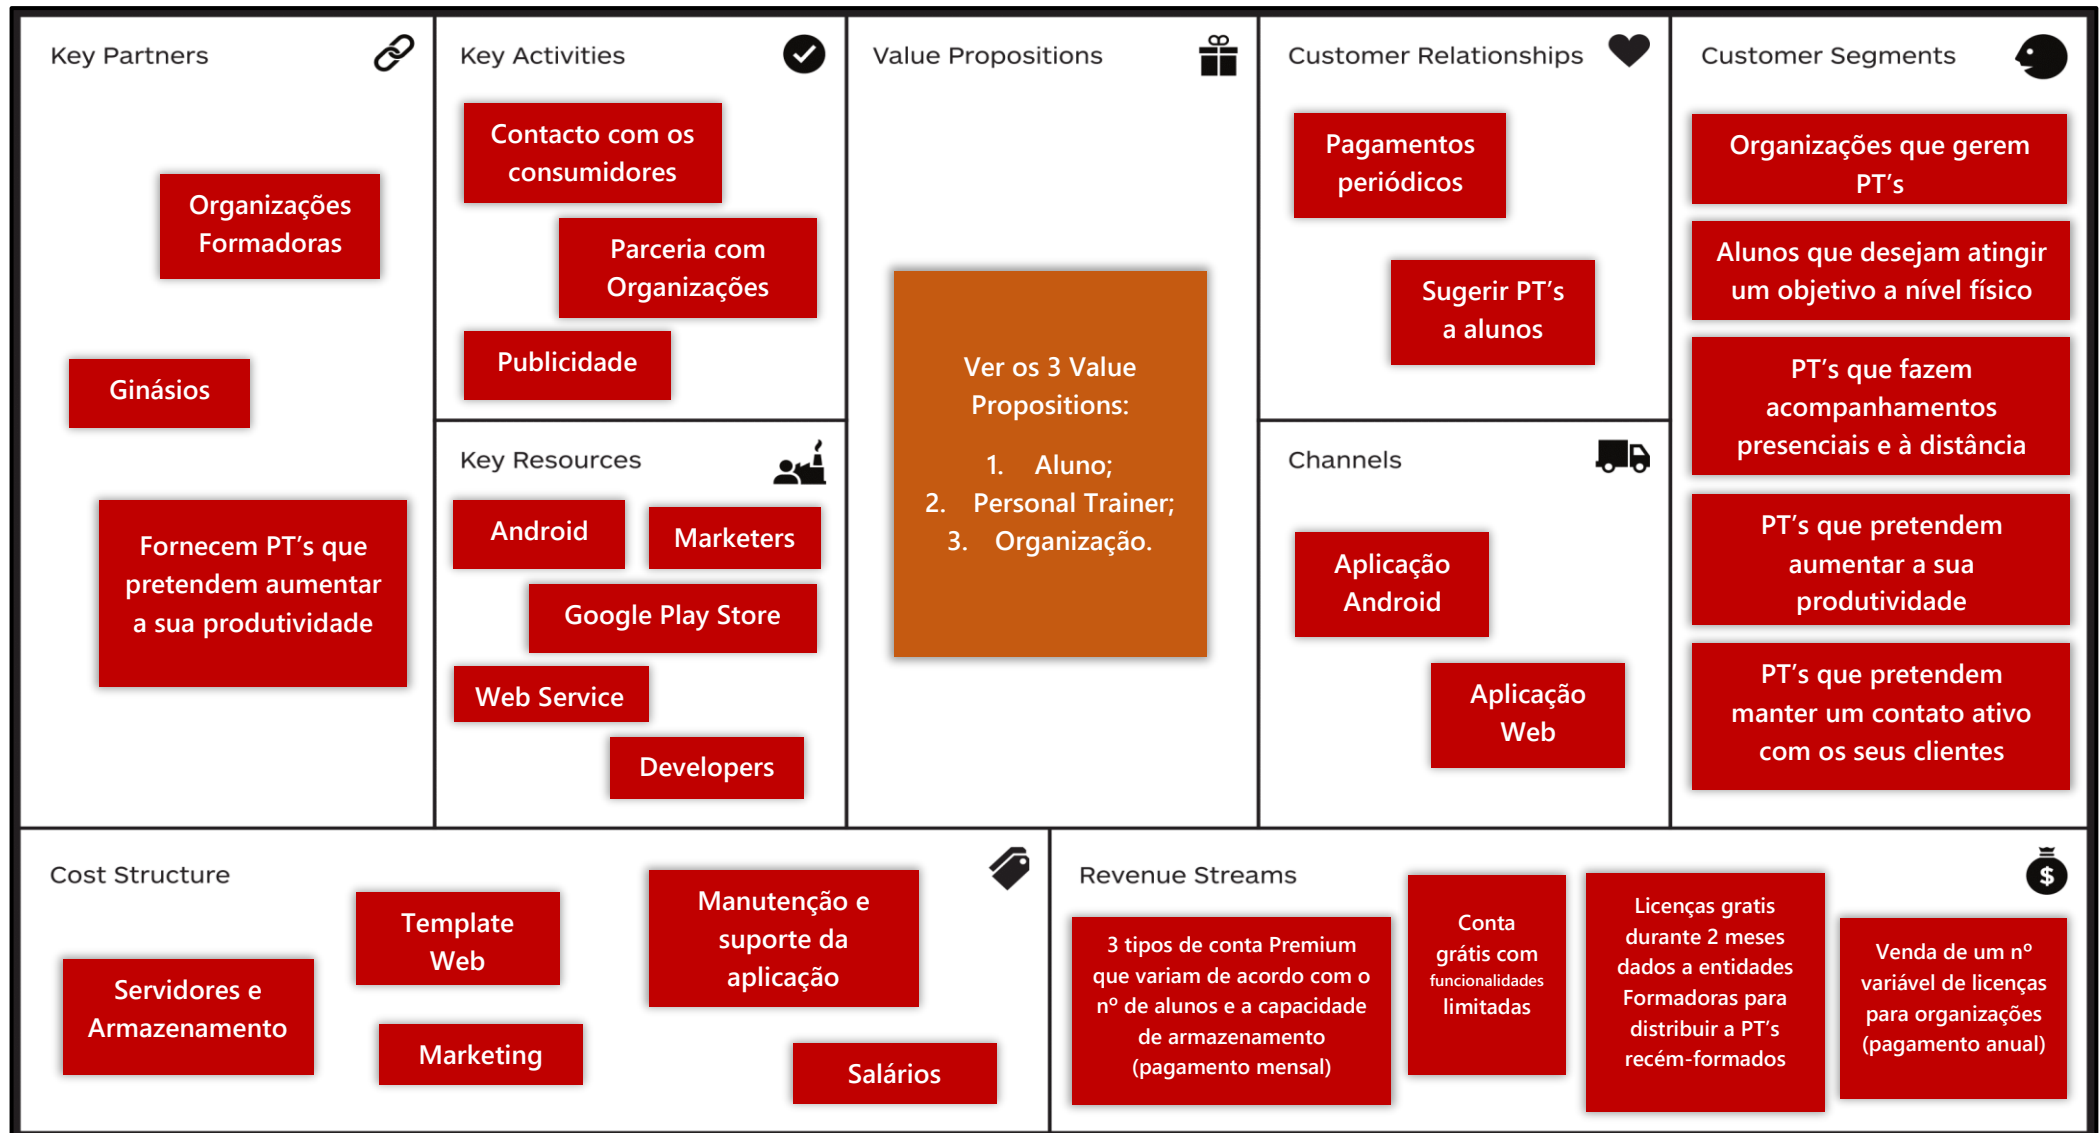 Key Partners
Organizações
Formadoras
Ginásios
Fornecem PT’s que
pretendem aumentar
a sua produtividade
Key Activities
Contacto com os
consumidores
Parceria com
Organizações
Publicidade
Key Resources
Android
Marketers
Google Play Store
Web Service
Developers
Value Propositions
Ver os 3 Value
Propositions:
1. Aluno;
2. Personal Trainer;
3. Organização.
Customer Relationships
Pagamentos
periódicos
Sugerir PT’s
a alunos
Channels
Aplicação
Android
Aplicação
Web
Customer Segments
Organizações que gerem
PT’s
Alunos que desejam atingir
um objetivo a nível físico
PT’s que fazem
acompanhamentos
presenciais e à distância
PT’s que pretendem
aumentar a sua
produtividade
PT’s que pretendem
manter um contato ativo
com os seus clientes
Cost Structure
Servidores e
Armazenamento
Template
Web
Marketing
Manutenção e
suporte da
aplicação
Salários
Revenue Streams
$
3 tipos de conta Premium
que variam de acordo com o
nº de alunos e a capacidade
de armazenamento
(pagamento mensal)
Conta
grátis com
funcionalidades
limitadas
Licenças gratis
durante 2 meses
dados a entidades
Formadoras para
distribuir a PT’s
recém-formados
Venda de um nº
variável de licenças
para organizações
(pagamento anual)